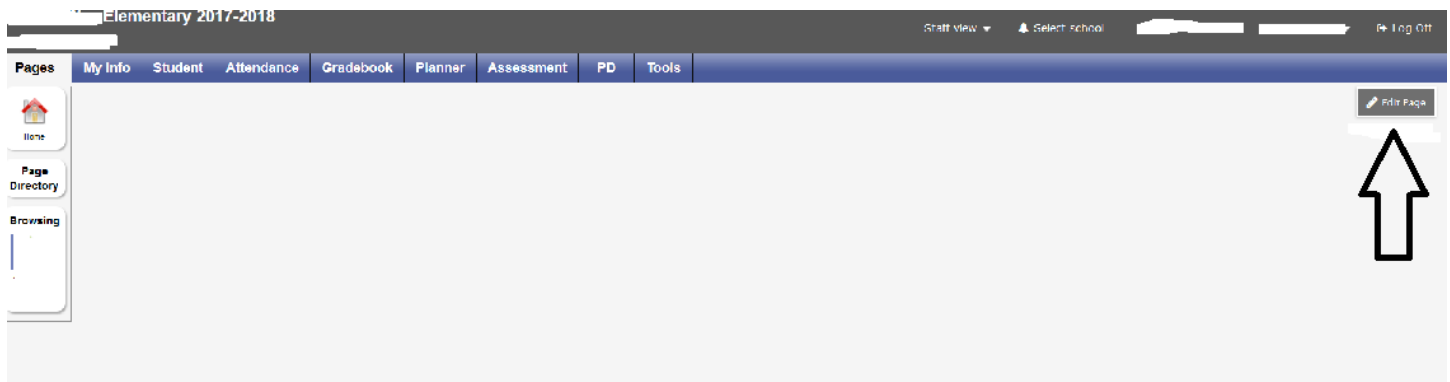 Elementary 2017-2018
Staff view
Select school
Log Off
Pages
My Info
Student
Attendance
Gradebook
Planner
Assessment
PD
Tools
Edit Page
Home
Page
Directory
Browsing